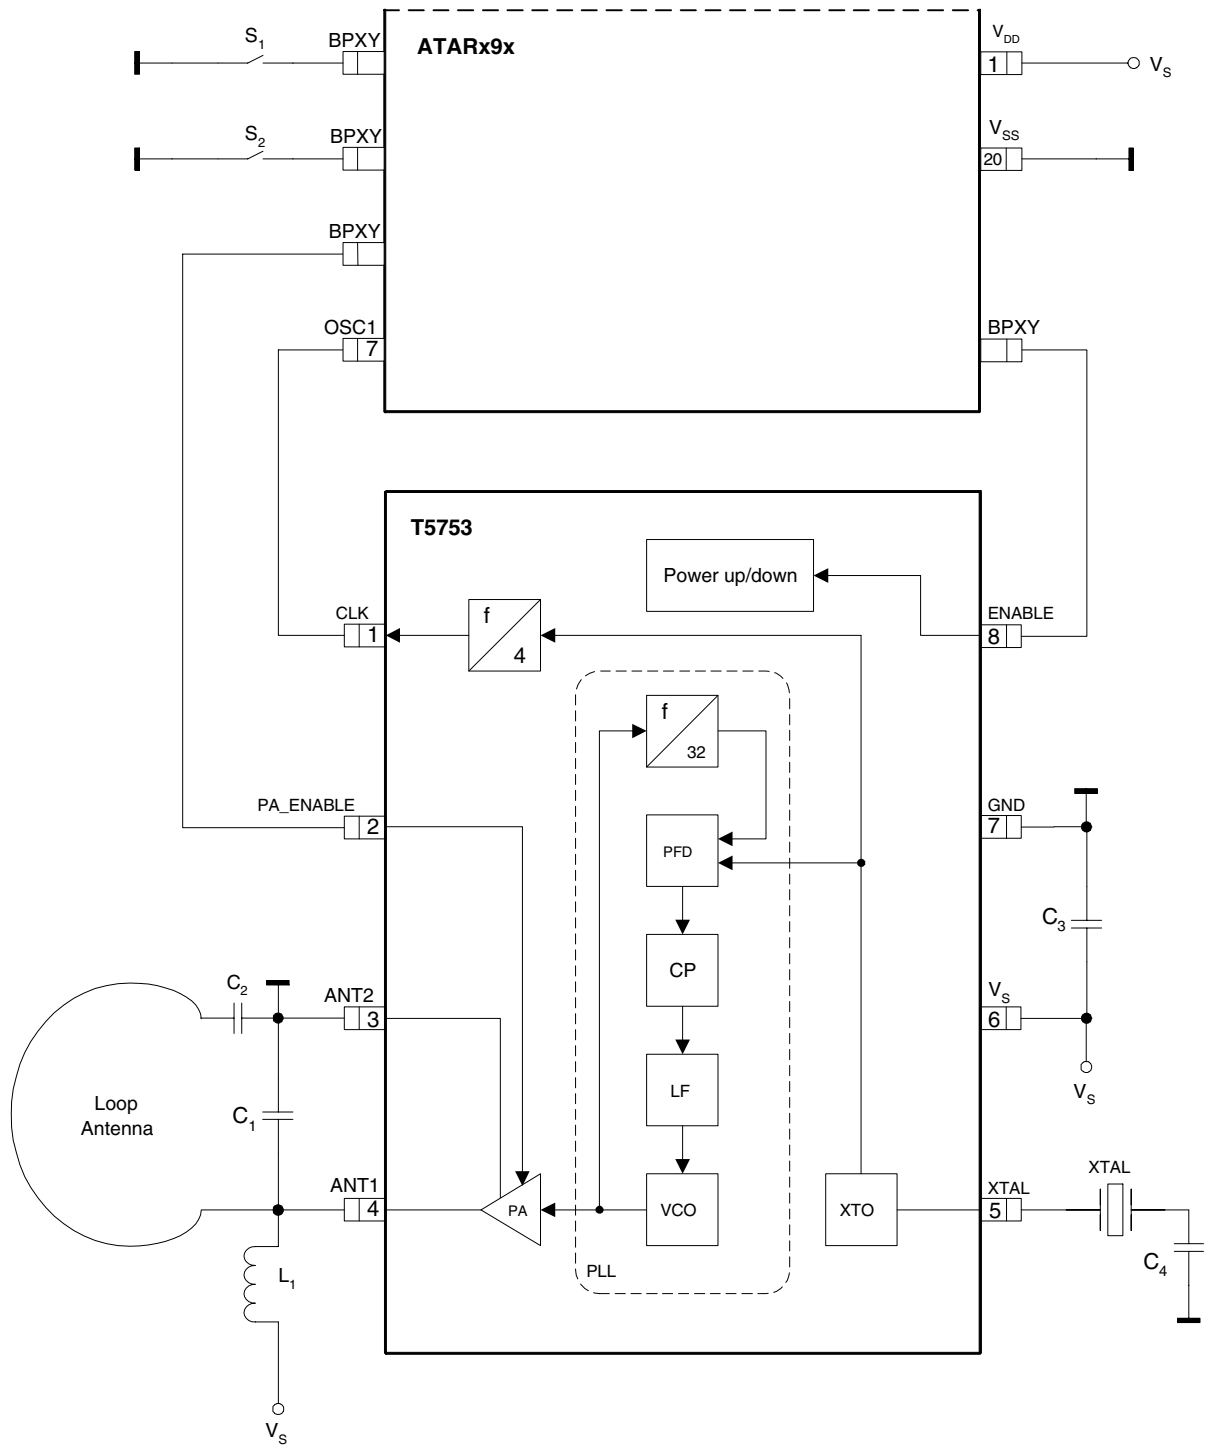 S1
BPXY
ATARx9x
VDD
1
VS
S2
BPXY
VSS
20
BPXY
OSC1
7
BPXY
T5753
Power up/down
CLK
1
f
4
ENABLE
8
f
32
PA_ENABLE
2
PFD
GND
7
C3
CP
C2
ANT2
3
VS
6
LF
VS
Loop
Antenna
C1
ANT1
4
PA
VCO
XTO
XTAL
5
XTAL
C4
L1
PLL
VS